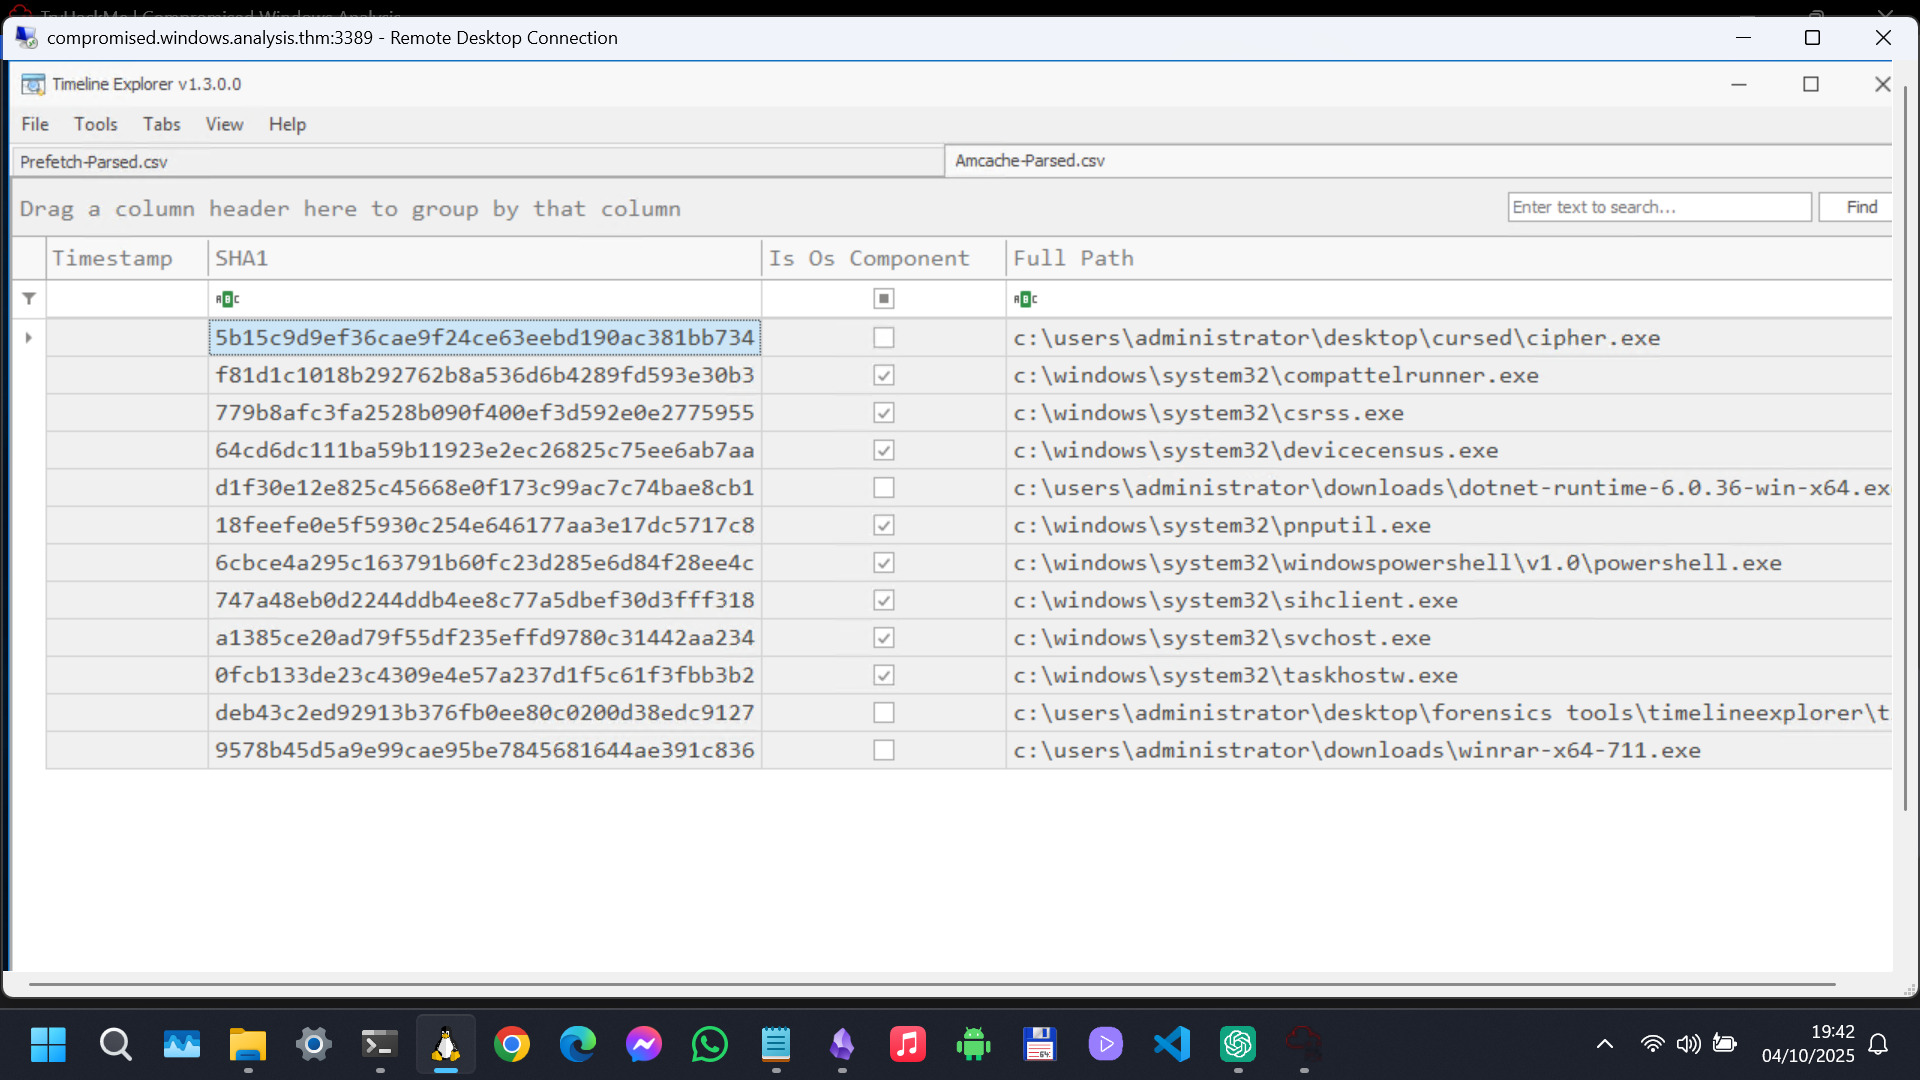 TryHackMe | Compromised Windows Analysis
compromised.windows.analysis.thm:3389 - Remote Desktop Connection
Timeline Explorer v1.3.0.0
File Tools Tabs View Help
Prefetch-Parsed.csv Amcache-Parsed.csv
Drag a column header here to group by that column Enter text to search... Find
Timestamp SHA1 Is Os Component Full Path
5b15c9d9ef36cae9f24ce63eebd190ac381bb734 c:\users\administrator\desktop\cursed\cipher.exe
f81d1c1018b292762b8a536d6b4289fd593e30b3 c:\windows\system32\compattelrunner.exe
779b8afc3fa2528b090f400ef3d592e0e2775955 c:\windows\system32\csrss.exe
64cd6dc111ba59b11923e2ec26825c75ee6ab7aa c:\windows\system32\devicecensus.exe
d1f30e12e825c45668e0f173c99ac7c74bae8cb1 c:\users\administrator\downloads\dotnet-runtime-6.0.36-win-x64.ex
18feefe0e5f5930c254e646177aa3e17dc5717c8 c:\windows\system32\pnputil.exe
6cbce4a295c163791b60fc23d285e6d84f28ee4c c:\windows\system32\windowspowershell\v1.0\powershell.exe
747a48eb0d2244ddb4ee8c77a5dbef30d3fff318 c:\windows\system32\sihclient.exe
a1385ce20ad79f55df235effd9780c31442aa234 c:\windows\system32\svchost.exe
0fcb133de23c4309e4e57a237d1f5c61f3fbb3b2 c:\windows\system32\taskhostw.exe
deb43c2ed92913b376fb0ee80c0200d38edc9127 c:\users\administrator\desktop\forensics tools\timelineexplorer\t
9578b45d5a9e99cae95be7845681644ae391c836 c:\users\administrator\downloads\winrar-x64-711.exe
19:42
04/10/2025